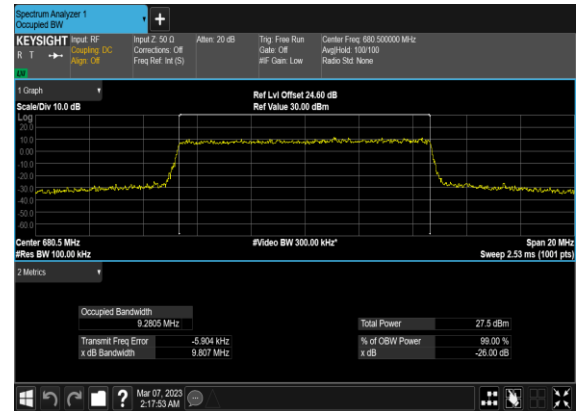 Spectrum Analyzer 1
Occupied BW
KEYSIGHT
R T
Input: RF
Coupling: DC
Align: Off
Input Z: 50 Ω
Corrections: Off
Freq Ref: Int (S)
Atten: 20 dB
Trig: Free Run
Gate: Off
#IF Gain: Low
Center Freq: 680.500000 MHz
Avg|Hold: 100/100
Radio Std: None
1 Graph
Scale/Div 10.0 dB
Ref Lvl Offset 24.60 dB
Ref Value 30.00 dBm
Log
20.0
10.0
0.00
-10.0
-20.0
-30.0
-40.0
-50.0
-60.0
Center 680.5 MHz
#Res BW 100.00 kHz
#Video BW 300.00 kHz*
Span 20 MHz
Sweep 2.53 ms (1001 pts)
2 Metrics
Occupied Bandwidth
9.2805 MHz
Transmit Freq Error -5.904 kHz
x dB Bandwidth 9.807 MHz
Total Power 27.5 dBm
% of OBW Power 99.00 %
x dB -26.00 dB
Mar 07, 2023
2:17:53 AM